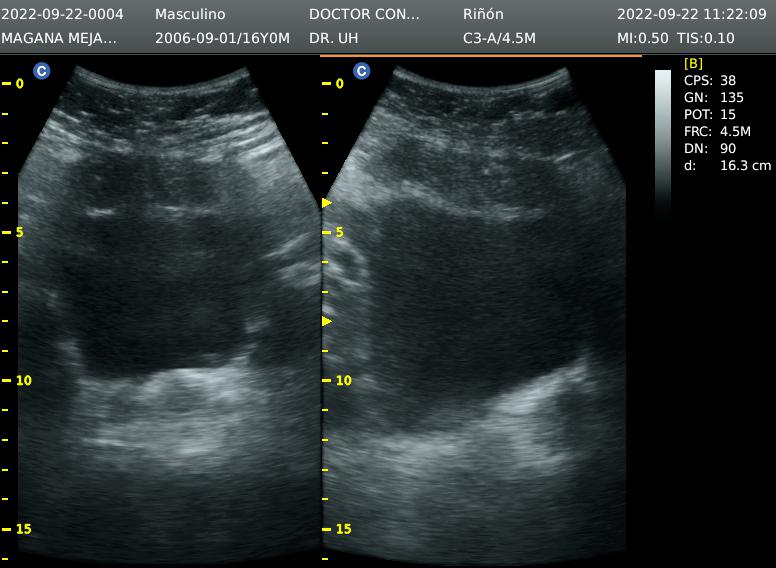 2022-09-22-0004 Masculino DOCTOR CON... Riñón 2022-09-22 11:22:09
MAGANA MEJA... 2006-09-01/16Y0M DR. UH C3-A/4.5M MI:0.50 TIS:0.10
C C
[B]
CPS: 38
GN: 135
POT: 15
FRC: 4.5M
DN: 90
d: 16.3 cm
0 0
5 5
10 10
15 15